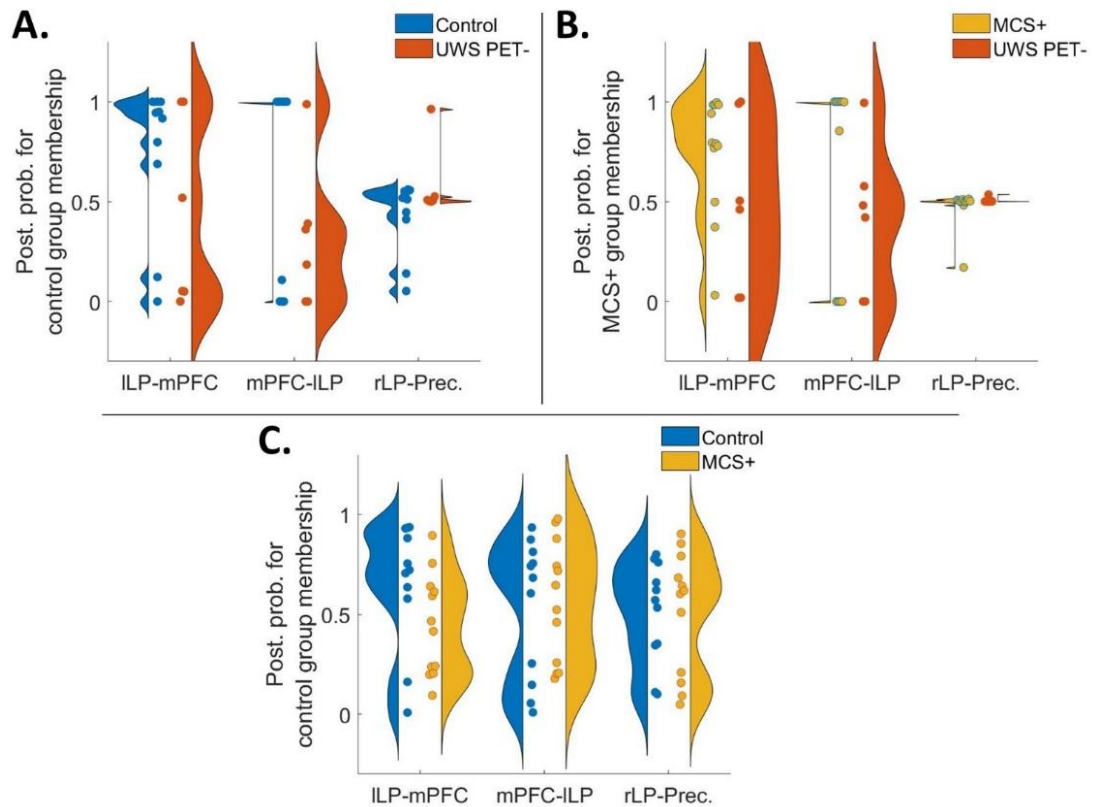 A.
Control
UWS PET-
Post. prob. for
control group membership
1
0.5
0
lLP-mPFC
mPFC-lLP
rLP-Prec.
B.
MCS+
UWS PET-
Post. prob. for
MCS+ group membership
1
0.5
0
lLP-mPFC
mPFC-lLP
rLP-Prec.
C.
Control
MCS+
Post. prob. for
control group membership
1
0.5
0
lLP-mPFC
mPFC-lLP
rLP-Prec.